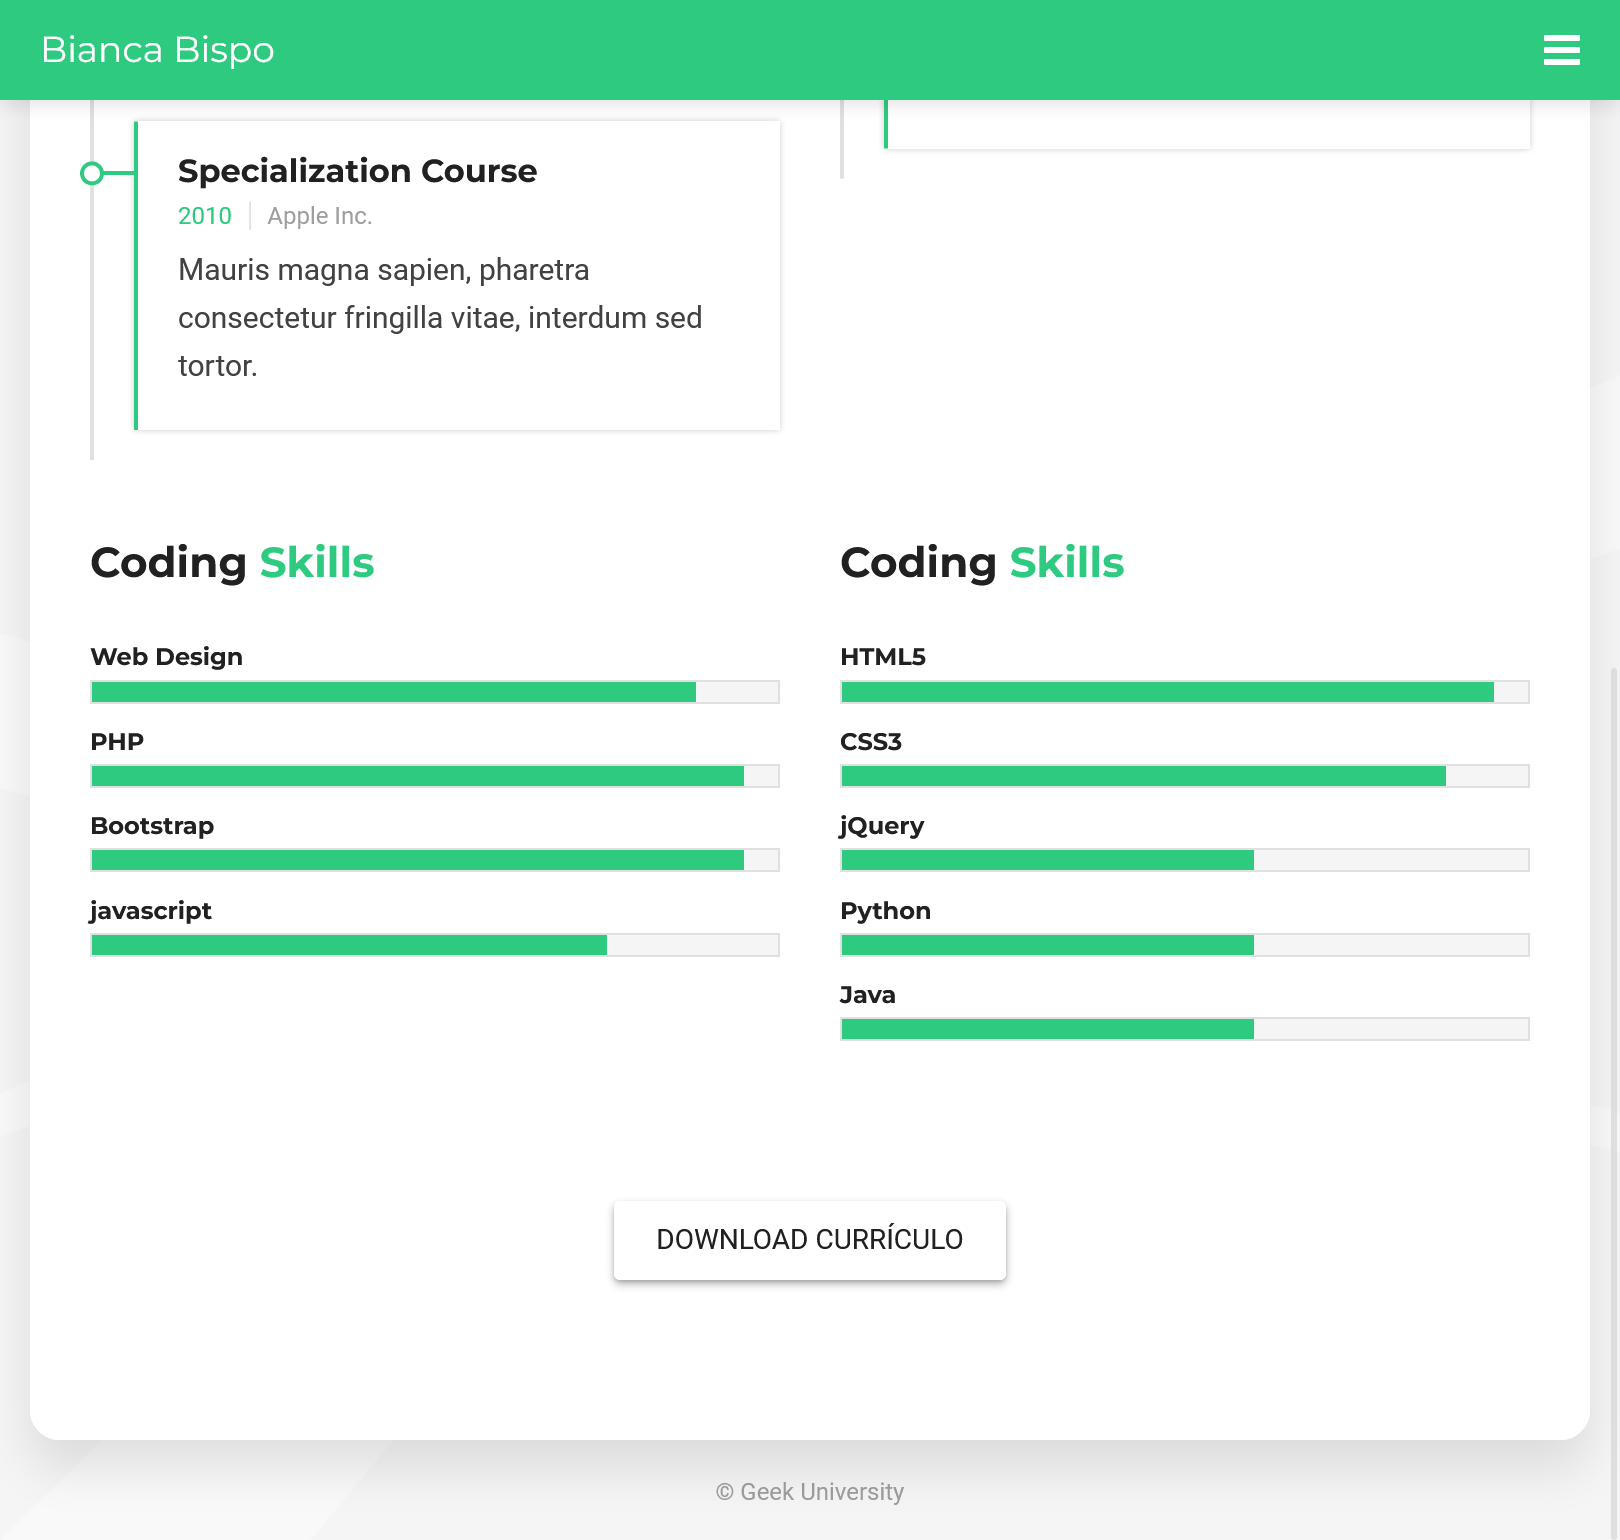 Bianca Bispo
Specialization Course
2010
Apple Inc.
Mauris magna sapien, pharetra
consectetur fringilla vitae, interdum sed
tortor.
Coding Skills
Web Design
PHP
Bootstrap
javascript
Coding Skills
HTML5
CSS3
jQuery
Python
Java
DOWNLOAD CURRÍCULO
© Geek University